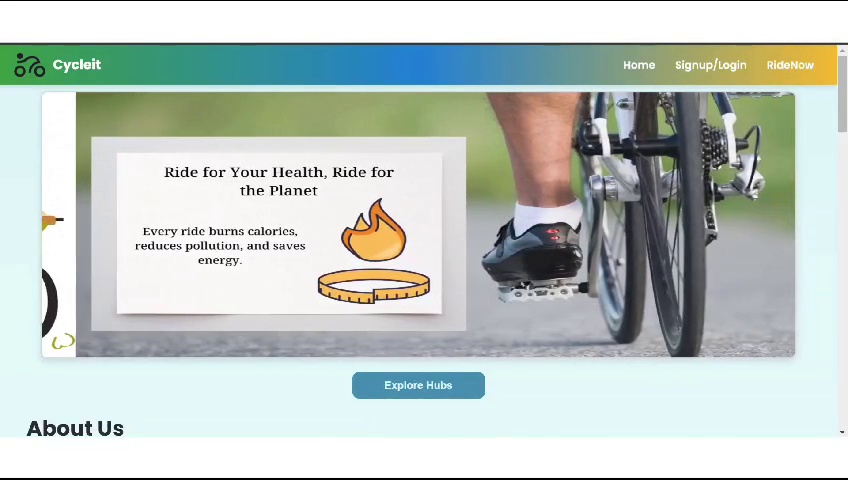 Cycleit
Home
Signup/Login
RideNow
Ride for Your Health, Ride for
the Planet
Every ride burns calories,
reduces pollution, and saves
energy.
Explore Hubs
About Us